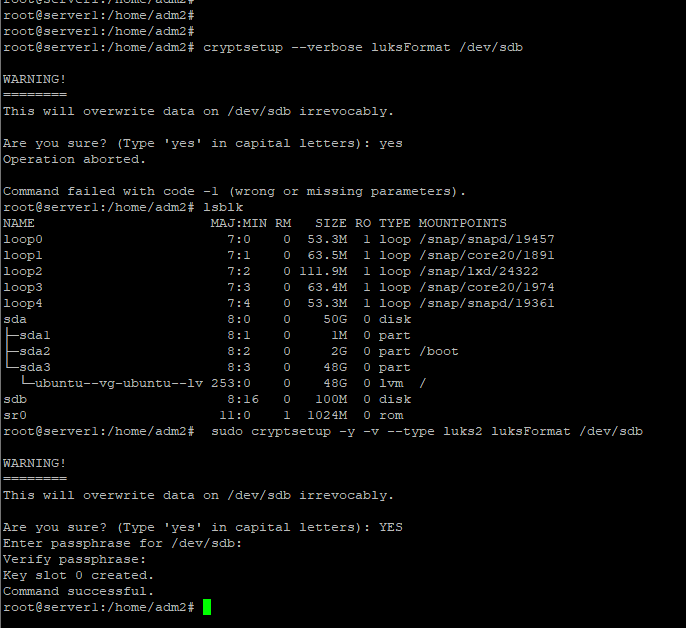 root@server1:/home/adm2#
root@server1:/home/adm2#
root@server1:/home/adm2#
root@server1:/home/adm2# cryptsetup --verbose luksFormat /dev/sdb
WARNING!
========
This will overwrite data on /dev/sdb irrevocably.
Are you sure? (Type 'yes' in capital letters): yes
Operation aborted.
Command failed with code -1 (wrong or missing parameters).
root@server1:/home/adm2# lsblk
NAME                      MAJ:MIN RM   SIZE RO TYPE MOUNTPOINTS
loop0                       7:0    0  53.3M  1 loop /snap/snapd/19457
loop1                       7:1    0  63.5M  1 loop /snap/core20/1891
loop2                       7:2    0 111.9M  1 loop /snap/lxd/24322
loop3                       7:3    0  63.4M  1 loop /snap/core20/1974
loop4                       7:4    0  53.3M  1 loop /snap/snapd/19361
sda                         8:0    0    50G  0 disk
├─sda1                      8:1    0     1M  0 part
├─sda2                      8:2    0     2G  0 part /boot
└─sda3                      8:3    0    48G  0 part
  └─ubuntu--vg-ubuntu--lv 253:0    0    48G  0 lvm  /
sdb                         8:16   0   100M  0 disk
sr0                        11:0    1  1024M  0 rom
root@server1:/home/adm2#  sudo cryptsetup -y -v --type luks2 luksFormat /dev/sdb
WARNING!
========
This will overwrite data on /dev/sdb irrevocably.
Are you sure? (Type 'yes' in capital letters): YES
Enter passphrase for /dev/sdb:
Verify passphrase:
Key slot 0 created.
Command successful.
root@server1:/home/adm2#